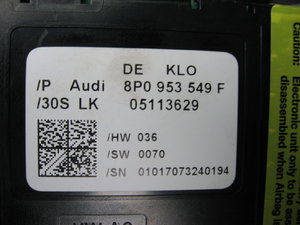 DE KLO
/P Audi 8P0 953 549 F
/30S LK 05113629
/HW 036
/SW 0070
/SN 01017073240194
Caution:
Electronic unit only to be
disassembled when Airbag